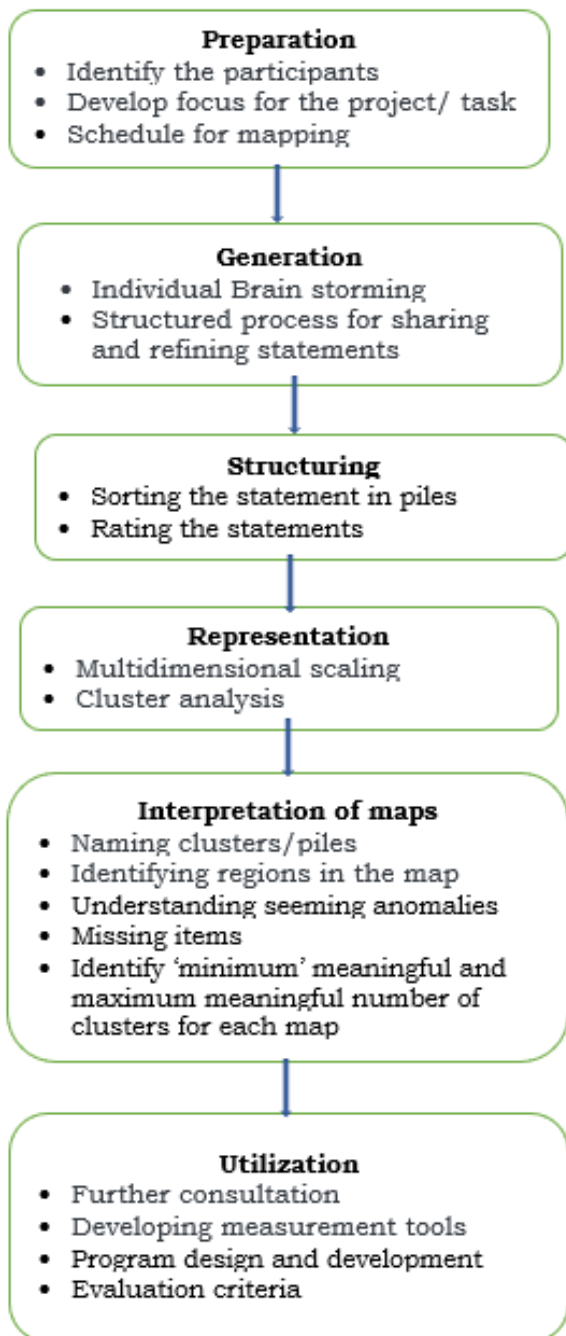 Preparation
• Identify the participants
• Develop focus for the project/ task
• Schedule for mapping
Generation
• Individual Brain storming
• Structured process for sharing
and refining statements
Structuring
• Sorting the statement in piles
• Rating the statements
Representation
• Multidimensional scaling
• Cluster analysis
Interpretation of maps
• Naming clusters/piles
• Identifying regions in the map
• Understanding seeming anomalies
• Missing items
• Identify ‘minimum’ meaningful and
maximum meaningful number of
clusters for each map
Utilization
• Further consultation
• Developing measurement tools
• Program design and development
• Evaluation criteria